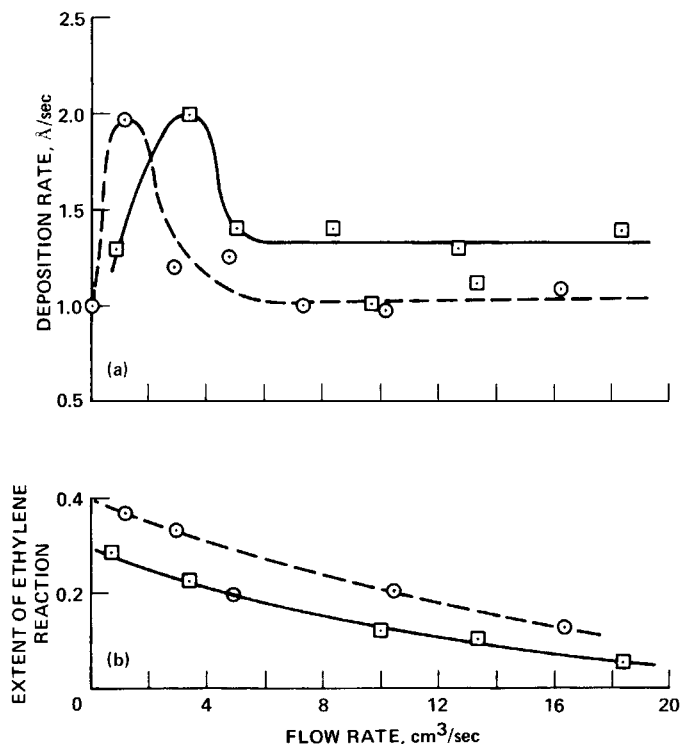 2.5
2.0
1.5
1.0
0.5
DEPOSITION RATE, Å/sec
(a)
0.4
0.2
0
EXTENT OF ETHYLENE
REACTION
(b)
0 4 8 12 16 20
FLOW RATE, cm³/sec